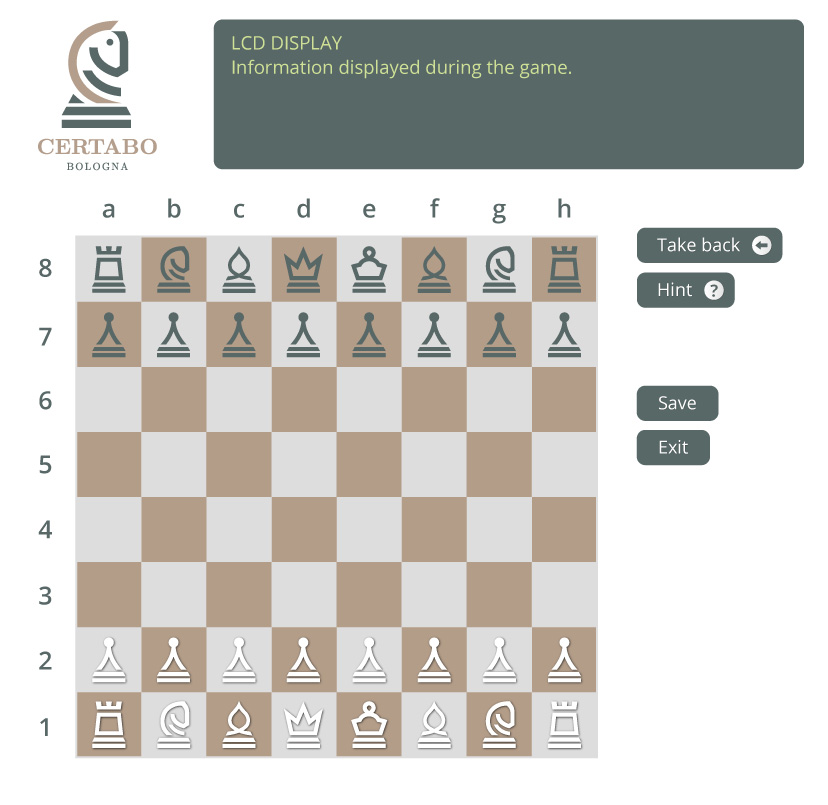 LCD DISPLAY
Information displayed during the game.
CERTABO
BOLOGNA
a b c d e f g h
8
Take back
Hint ?
7
6
Save
5
Exit
4
3
2
1